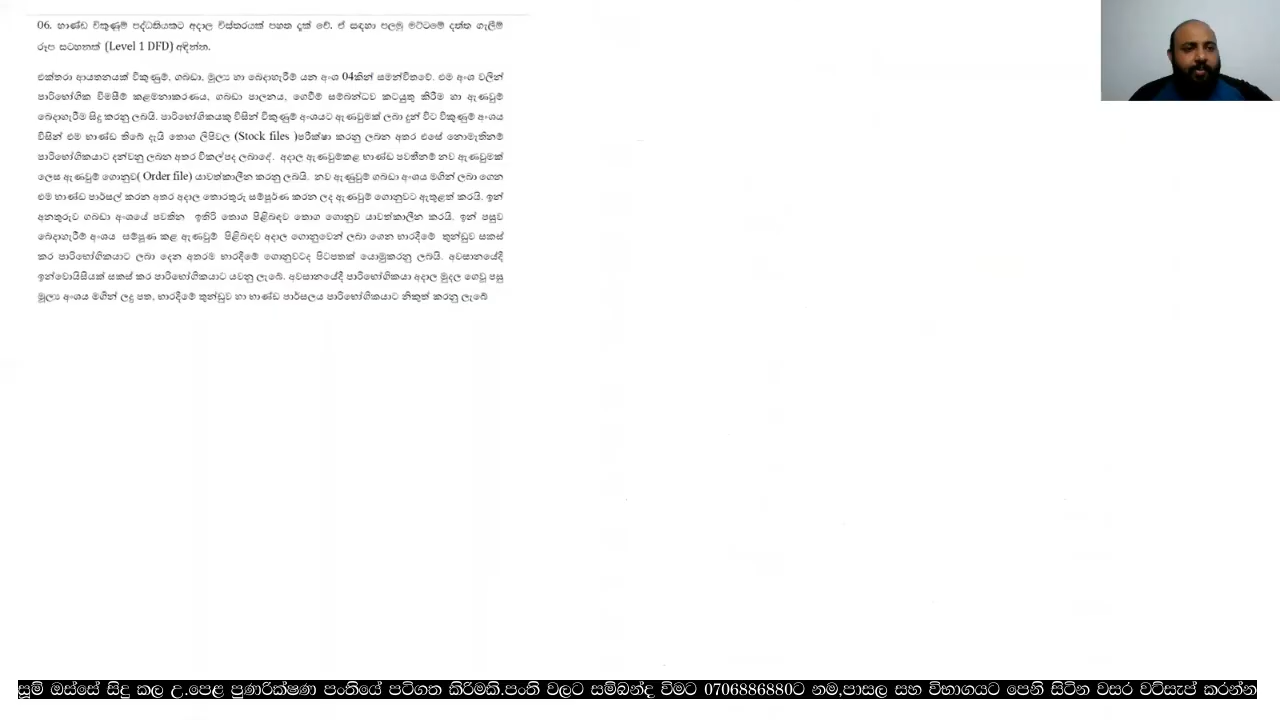 06. භාණ්ඩ විකුණුම් පද්ධතියකට අදාල විස්තරයක් පහත දක් වේ. ඒ සඳහා පලමු මට්ටමේ දත්ත ගැලීම්
රූප සටහනක් (Level 1 DFD) අඳින්න.
එක්තරා ආයතනයක් විකුණුම්, ගබඩා, මුල්‍ය හා බෙදාහැරීම් යන අංශ 04කින් සමන්විතවේ. එම අංශ වලින්
පාරිභෝගික විමසීම් කළමනාකරණය, ගබඩා පාලනය, ගෙවීම් සම්බන්ධව කටයුතු කිරීම හා ඇණවුම්
බෙදාහැරීම සිදු කරනු ලබයි. පාරිභෝගිකයකු විසින් විකුණුම් අංශයට ඇණවුමක් ලබා දුන් විට විකුණුම් අංශය
විසින් එම භාණ්ඩ තිබේ දැයි තොග ලිපිවල (Stock files )පරීක්ෂා කරනු ලබන අතර එසේ නොමැතිනම්
පාරිභෝගිකයාට දන්වනු ලබන අතර විකල්පද ලබාදේ. අදාල ඇණවුම්කළ භාණ්ඩ පවතීනම් නව ඇණවුමක්
ලෙස ඇණවුම් ගොනුව( Order file) යාවත්කාලීන කරනු ලබයි. නව ඇණුවුම් ගබඩා අංශය මගින් ලබා ගෙන
එම භාණ්ඩ පාර්සල් කරන අතර අදාල තොරතුරු සම්පූර්ණ කරන ලද ඇණවුම් ගොනුවට ඇතුළත් කරයි. ඉන්
අනතුරුව ගබඩා අංශයේ පවතින ඉතිරි තොග පිළිබඳව තොග ගොනුව යාවත්කාලීන කරයි. ඉන් පසුව
බෙදාහැරීම් අංශය සම්පූණ කළ ඇණවුම් පිළිබඳව අදාල ගොනුවෙන් ලබා ගෙන භාරදීමේ තුන්ඩුව සකස්
කර පාරිභෝගිකයාට ලබා දෙන අතරම භාරදීමේ ගොනුවටද පිටපතක් යොමුකරනු ලබයි. අවසානයේදී
ඉන්වොයිසියක් සකස් කර පාරිභෝගිකයාට යවනු ලැබේ. අවසානයේදී පාරිභෝගිකයා අදාල මුදල ගෙවූ පසු
මූල්‍ය අංශය මගින් ලදු පත, භාරදීමේ තුන්ඩුව හා භාණ්ඩ පාර්සලය පාරිභෝගිකයාට නිකුත් කරනු ලැබේ
සූම් ඔස්සේ සිදු කල උ.පෙළ පුණරීක්ෂණ පංතියේ පටිගත කිරිමකි.පංති වලට සම්බන්ද වීමට 0706886880ට නම,පාසල සහ විභාගයට පෙනි සිටින වසර වට්සැප් කරන්න